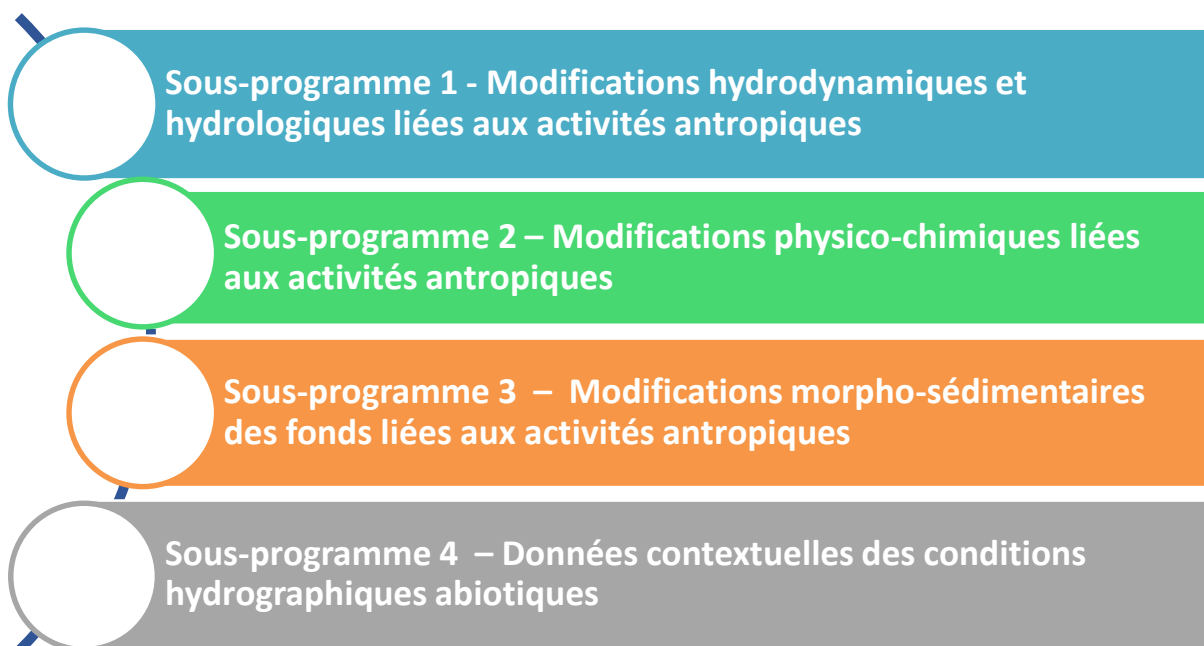 Sous-programme 1 - Modifications hydrodynamiques et
hydrologiques liées aux activités antropiques
Sous-programme 2 – Modifications physico-chimiques liées
aux activités antropiques
Sous-programme 3 – Modifications morpho-sédimentaires
des fonds liées aux activités antropiques
Sous-programme 4 – Données contextuelles des conditions
hydrographiques abiotiques